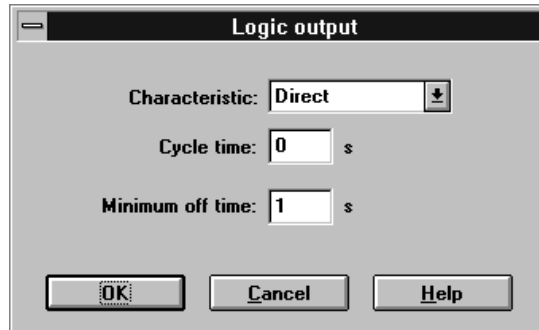 Logic output
Characteristic: Direct
Cycle time: 0 s
Minimum off time: 1 s
OK Cancel Help